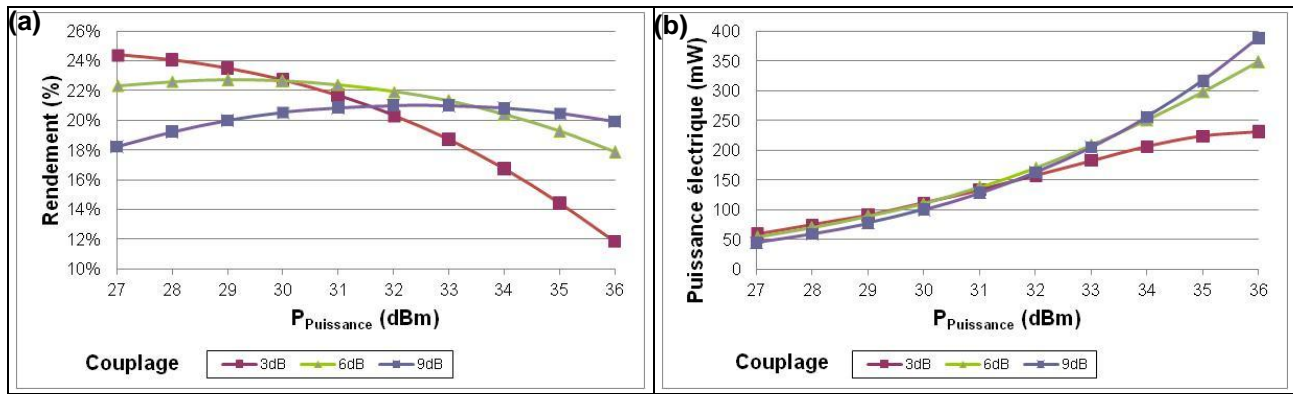 (a)
Rendement (%)
26%
24%
22%
20%
18%
16%
14%
12%
10%
27 28 29 30 31 32 33 34 35 36
P_Puissance (dBm)
Couplage
3dB 6dB 9dB
(b)
Puissance électrique (mW)
400
350
300
250
200
150
100
50
0
27 28 29 30 31 32 33 34 35 36
P_Puissance (dBm)
Couplage
3dB 6dB 9dB